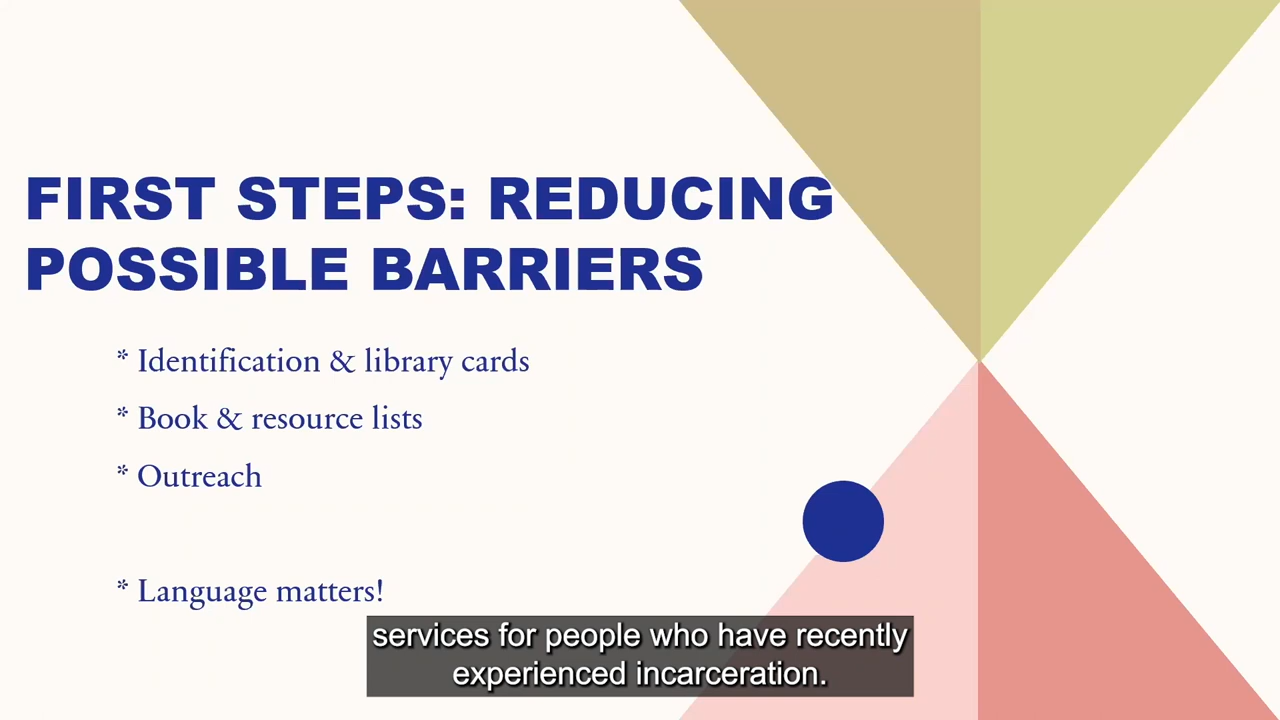 FIRST STEPS: REDUCING
POSSIBLE BARRIERS
* Identification & library cards
* Book & resource lists
* Outreach
* Language matters!
services for people who have recently
experienced incarceration.